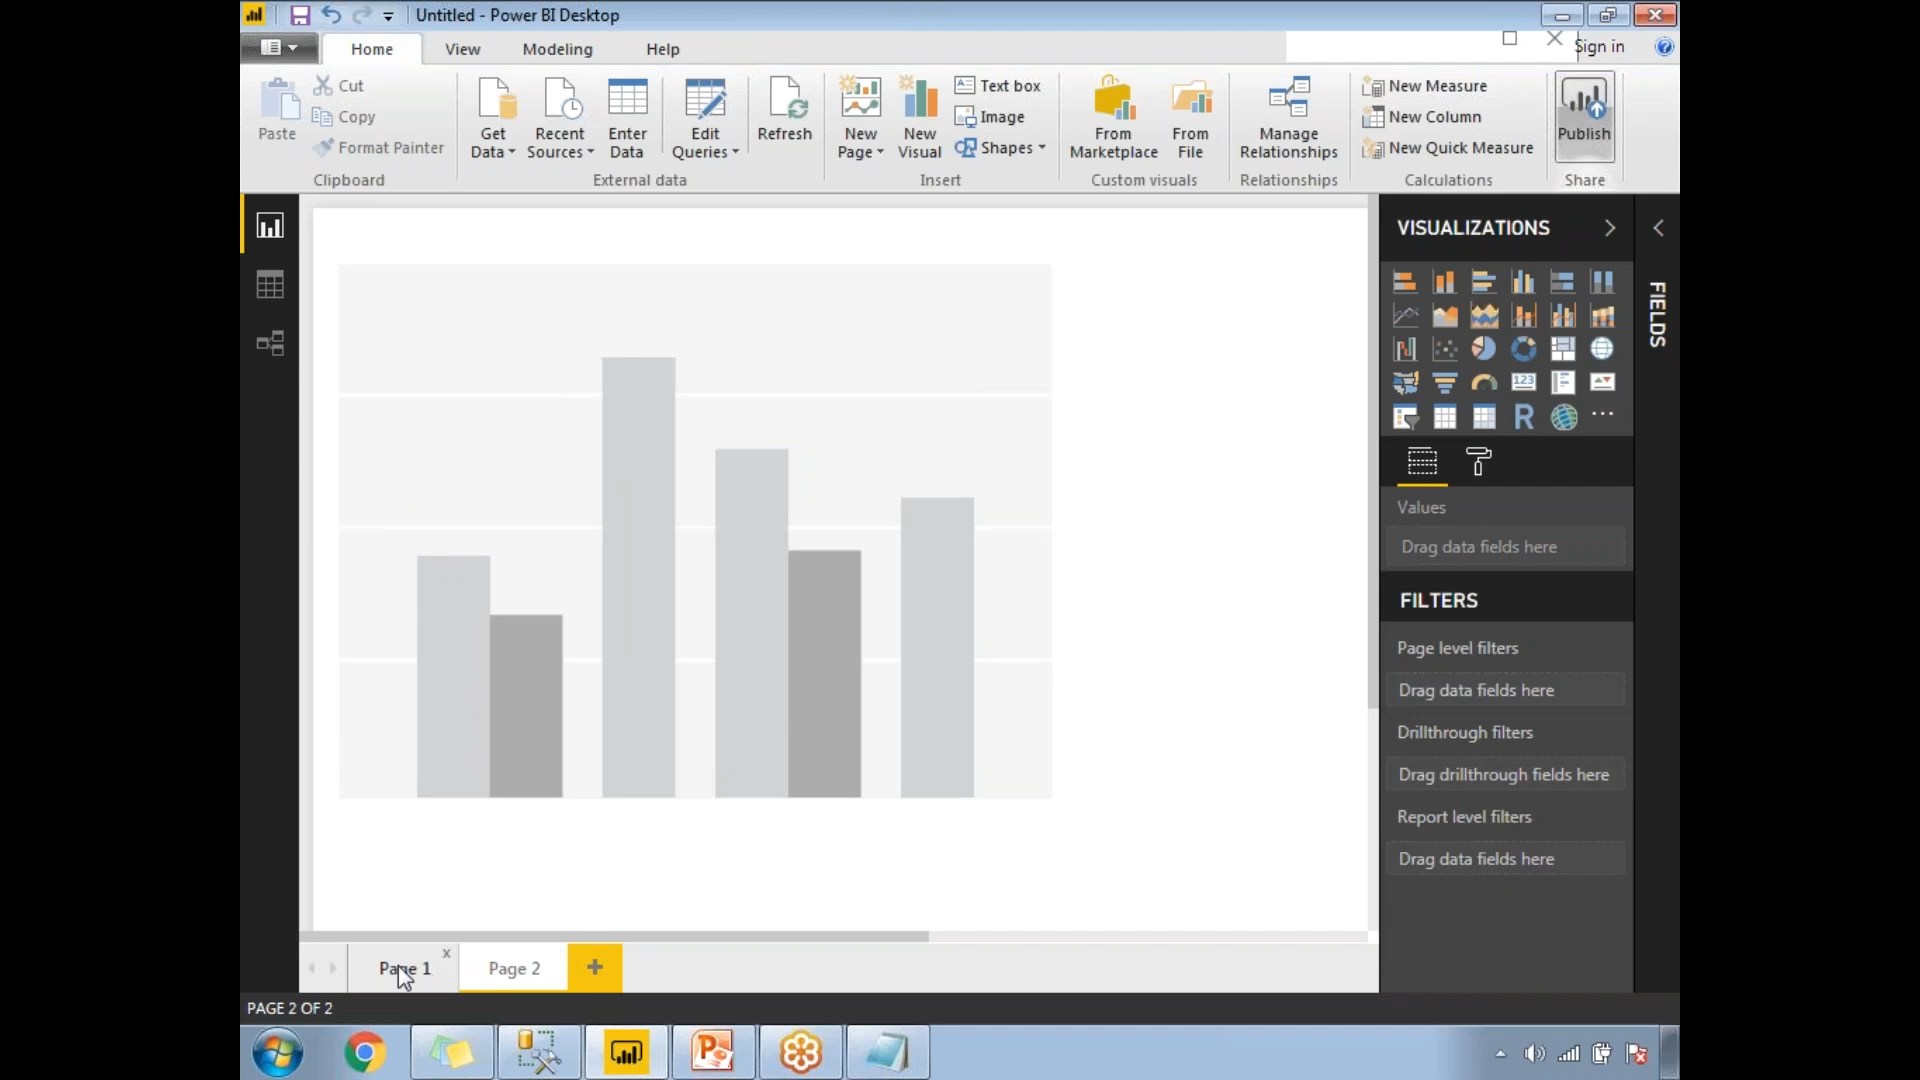 Untitled - Power BI Desktop
Home View Modeling Help
Sign in
Paste
Cut
Copy
Format Painter
Clipboard
Get Data
Recent Sources
Enter Data
Edit Queries
Refresh
External data
New Page
New Visual
Text box
Image
Shapes
Insert
From Marketplace
From File
Custom visuals
Manage Relationships
Relationships
New Measure
New Column
New Quick Measure
Calculations
Publish
Share
VISUALIZATIONS
FIELDS
123
R
Values
Drag data fields here
FILTERS
Page level filters
Drag data fields here
Drillthrough filters
Drag drillthrough fields here
Report level filters
Drag data fields here
Page 1 x
Page 2
+
PAGE 2 OF 2